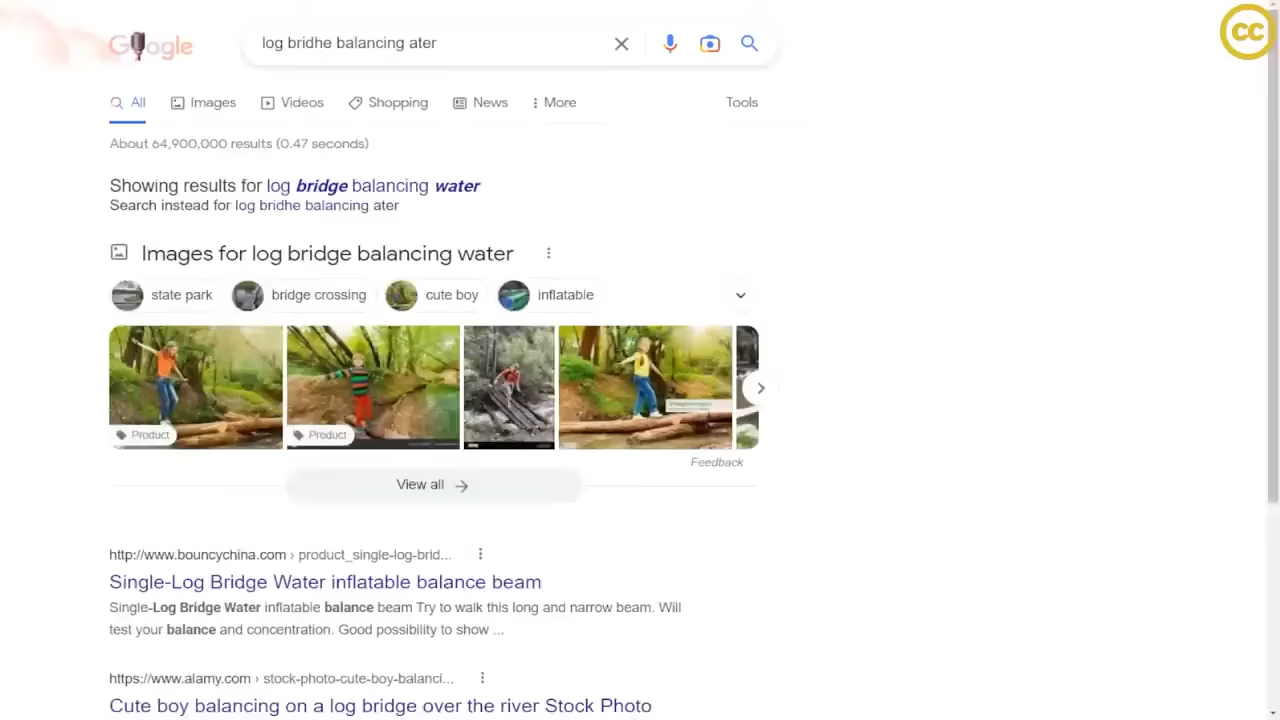 Google
log bridhe balancing ater
CC
All Images Videos Shopping News More Tools
About 64,900,000 results (0.47 seconds)
Showing results for log bridge balancing water
Search instead for log bridhe balancing ater
Images for log bridge balancing water
state park bridge crossing cute boy inflatable
Product Product
Feedback
View all
http://www.bouncychina.com › product_single-log-brid...
Single-Log Bridge Water inflatable balance beam
Single-Log Bridge Water inflatable balance beam Try to walk this long and narrow beam. Will
test your balance and concentration. Good possibility to show ...
https://www.alamy.com › stock-photo-cute-boy-balanci...
Cute boy balancing on a log bridge over the river Stock Photo